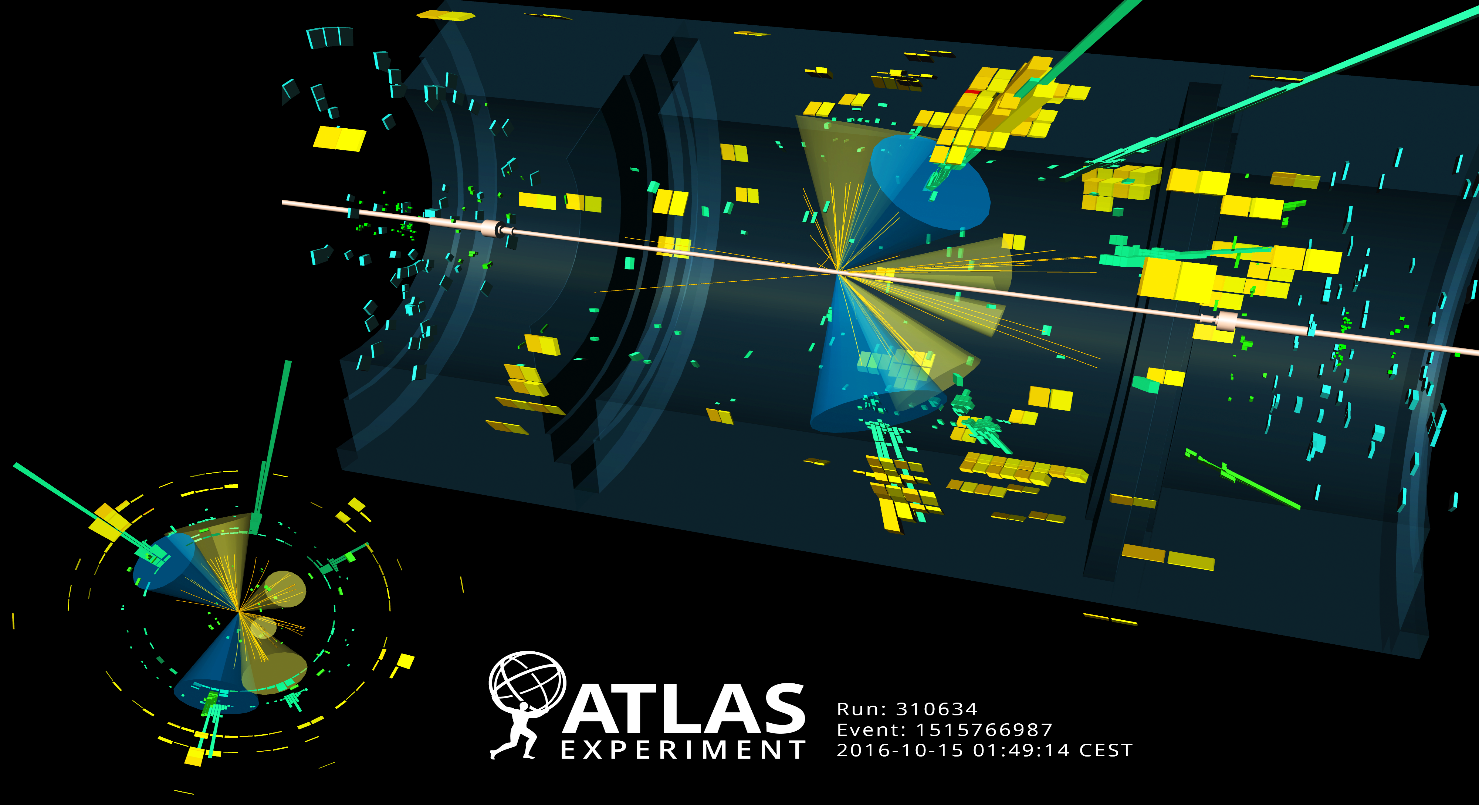 ATLAS
EXPERIMENT
Run: 310634
Event: 1515766987
2016-10-15 01:49:14 CEST